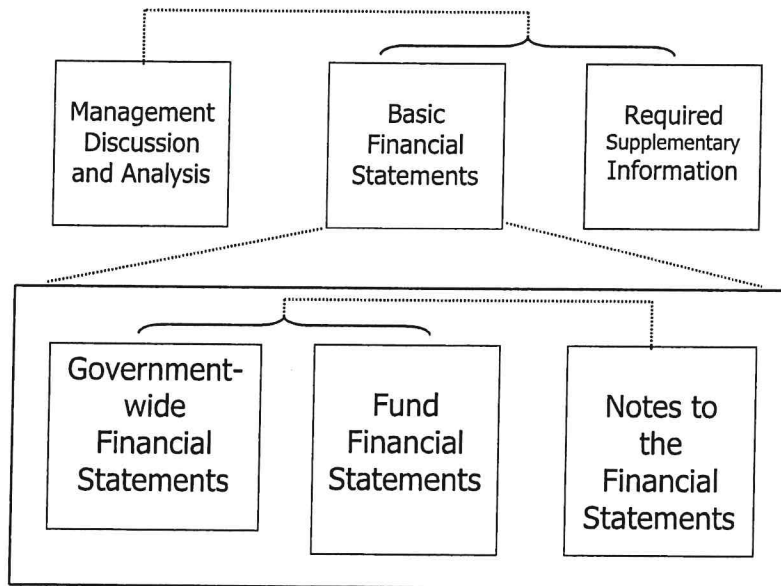 Management
Discussion
and Analysis
Basic
Financial
Statements
Required
Supplementary
Information
Government-
wide
Financial
Statements
Fund
Financial
Statements
Notes to
the
Financial
Statements